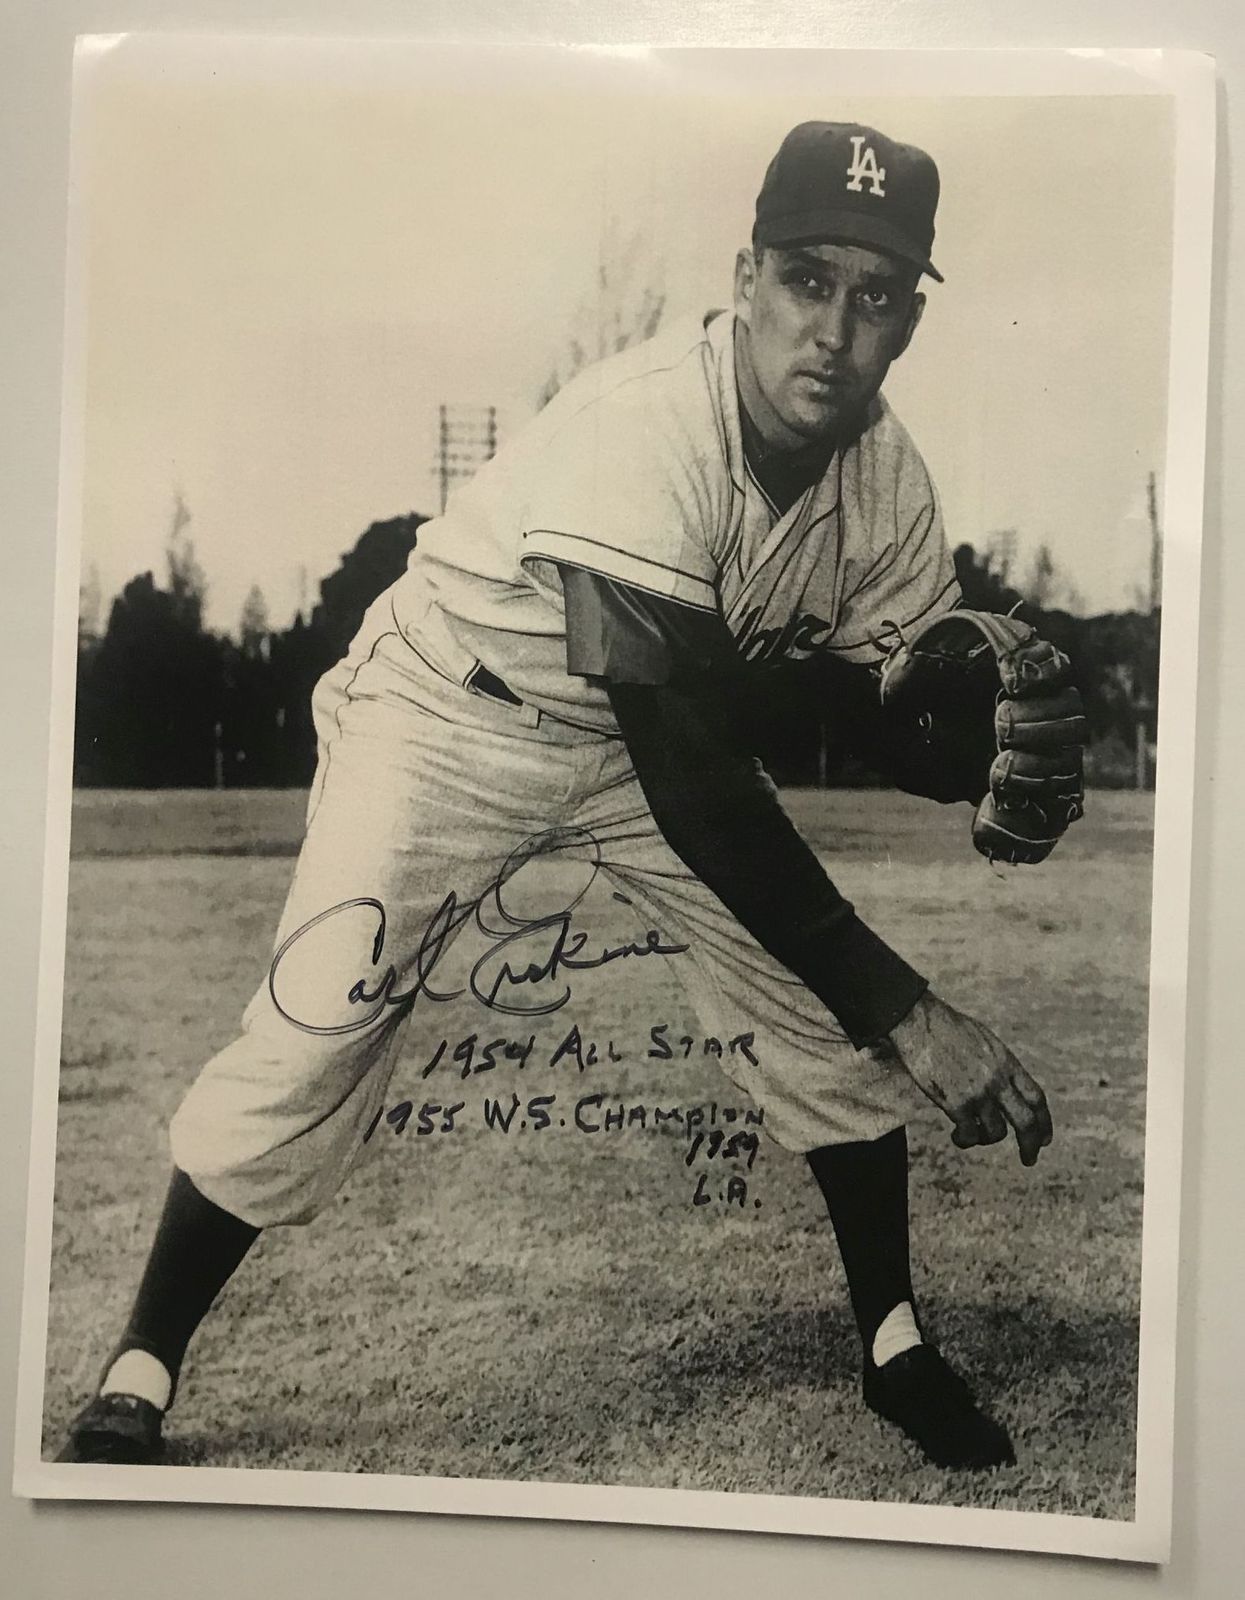 LA
Carl Erskine
1954 ALL STAR
1955 W.S. CHAMPION
1959
L.A.